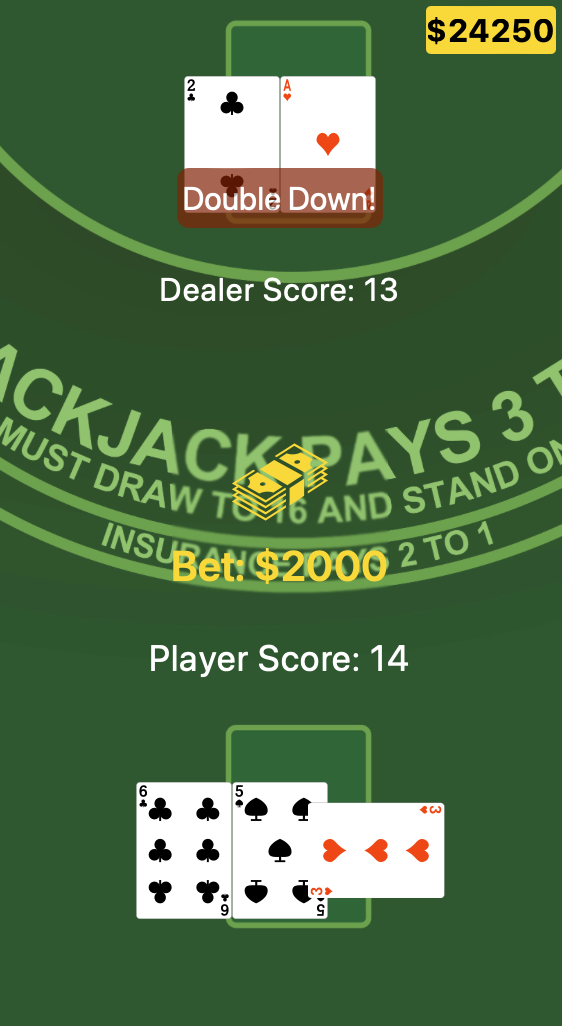 $24250
2
A
Double Down!
Dealer Score: 13
ACKJACK PAYS 3 T
MUST DRAW TO 16 AND STAND ON
INSURANCE PAYS 2 TO 1
Bet: $2000
Player Score: 14
6
5
3
3
6
5